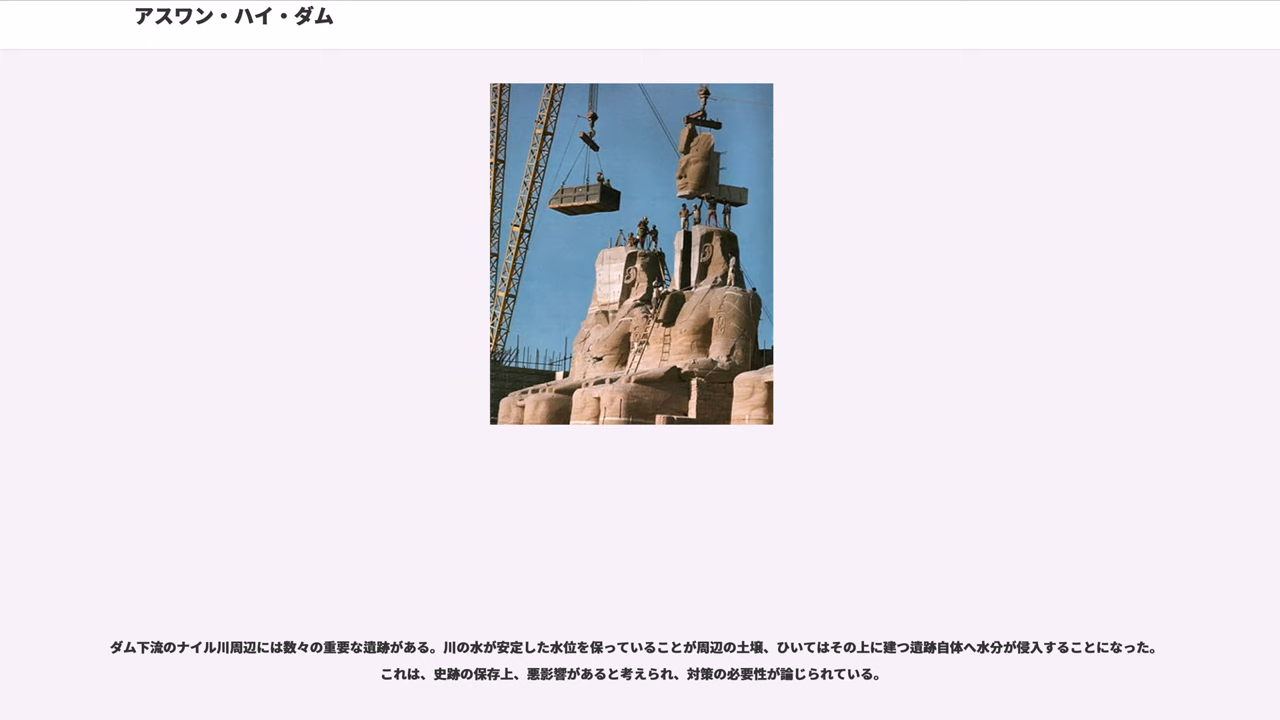 アスワン・ハイ・ダム
ダム下流のナイル川周辺には数々の重要な遺跡がある。川の水が安定した水位を保っていることが周辺の土壌、ひいてはその上に建つ遺跡自体へ水分が侵入することになった。
これは、史跡の保存上、悪影響があると考えられ、対策の必要性が論じられている。